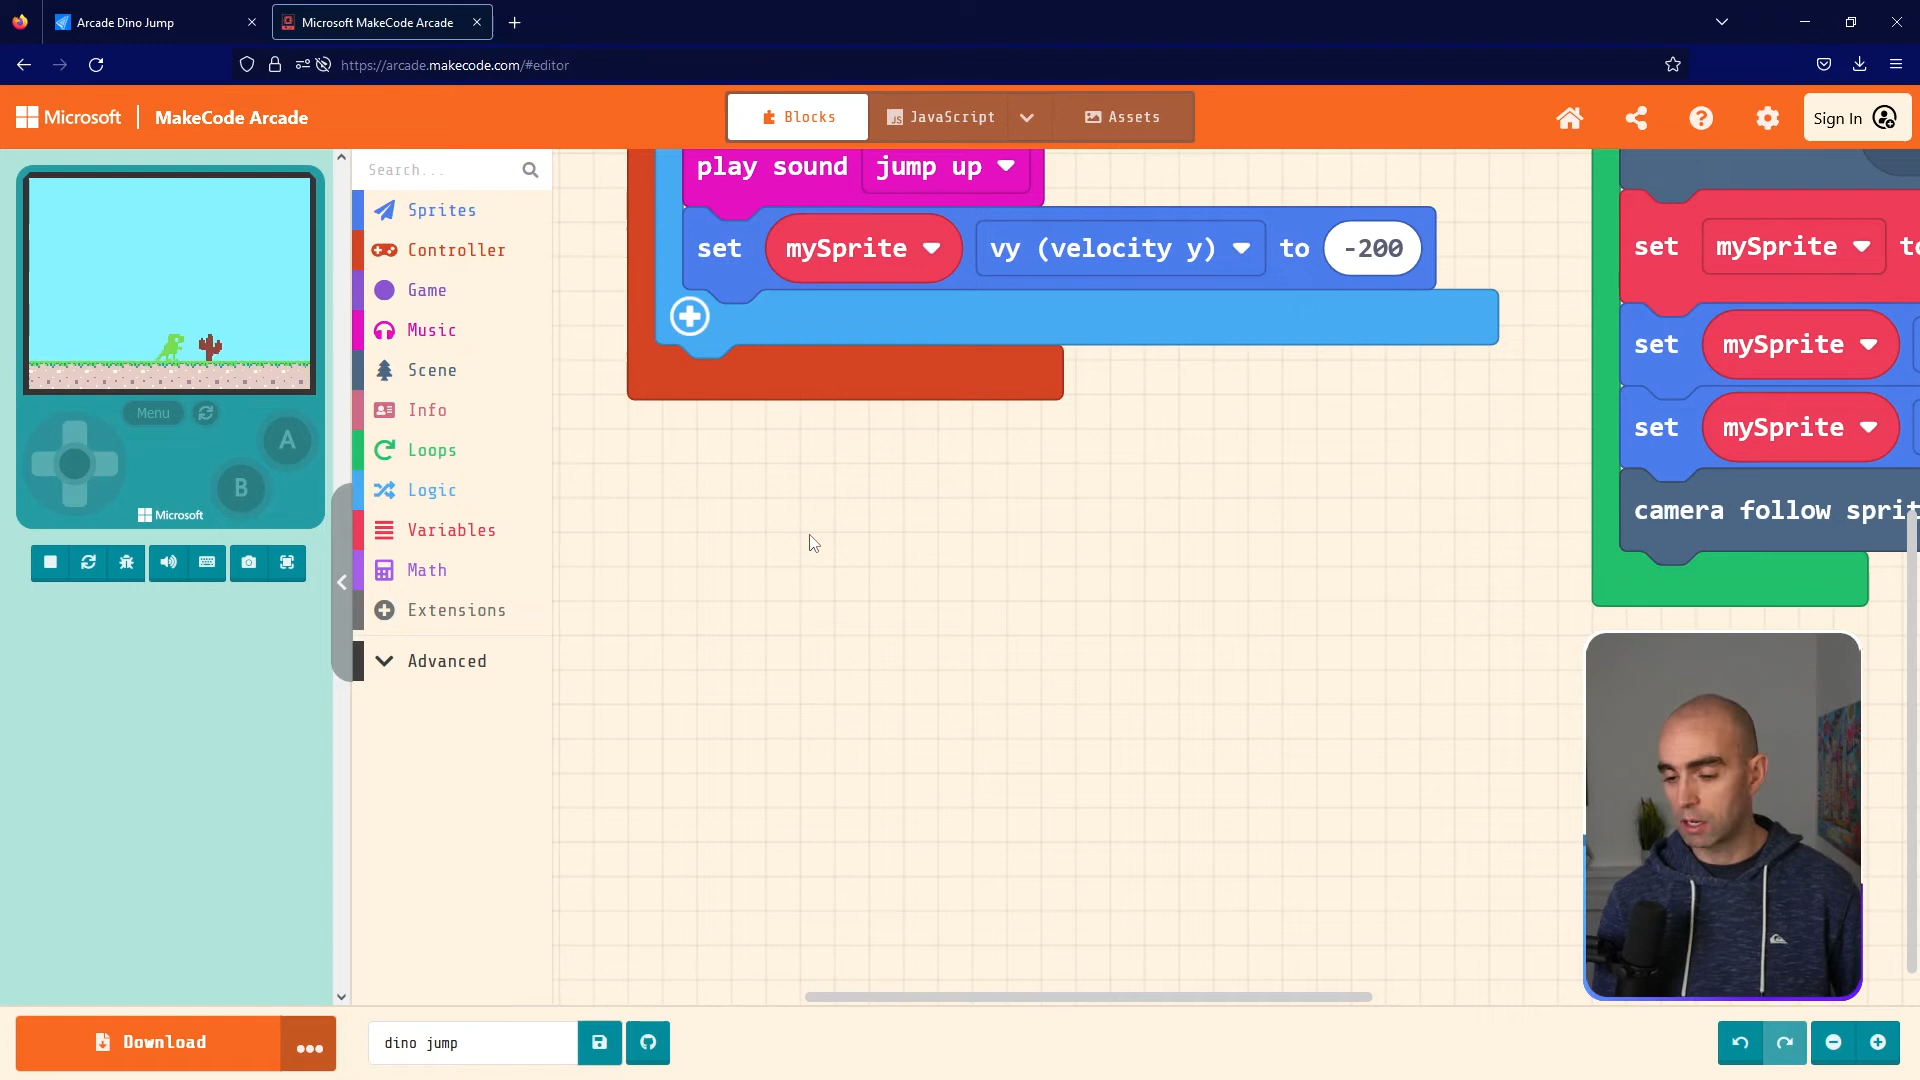 Arcade Dino Jump
Microsoft MakeCode Arcade
https://arcade.makecode.com/#editor
Microsoft
MakeCode Arcade
Blocks
JavaScript
Assets
Sign In
Menu
A
B
Microsoft
Search...
Sprites
Controller
Game
Music
Scene
Info
Loops
Logic
Variables
Math
Extensions
Advanced
play sound jump up
set mySprite vy (velocity y) to -200
set mySprite to
set mySprite
set mySprite
camera follow sprit
Download
dino jump